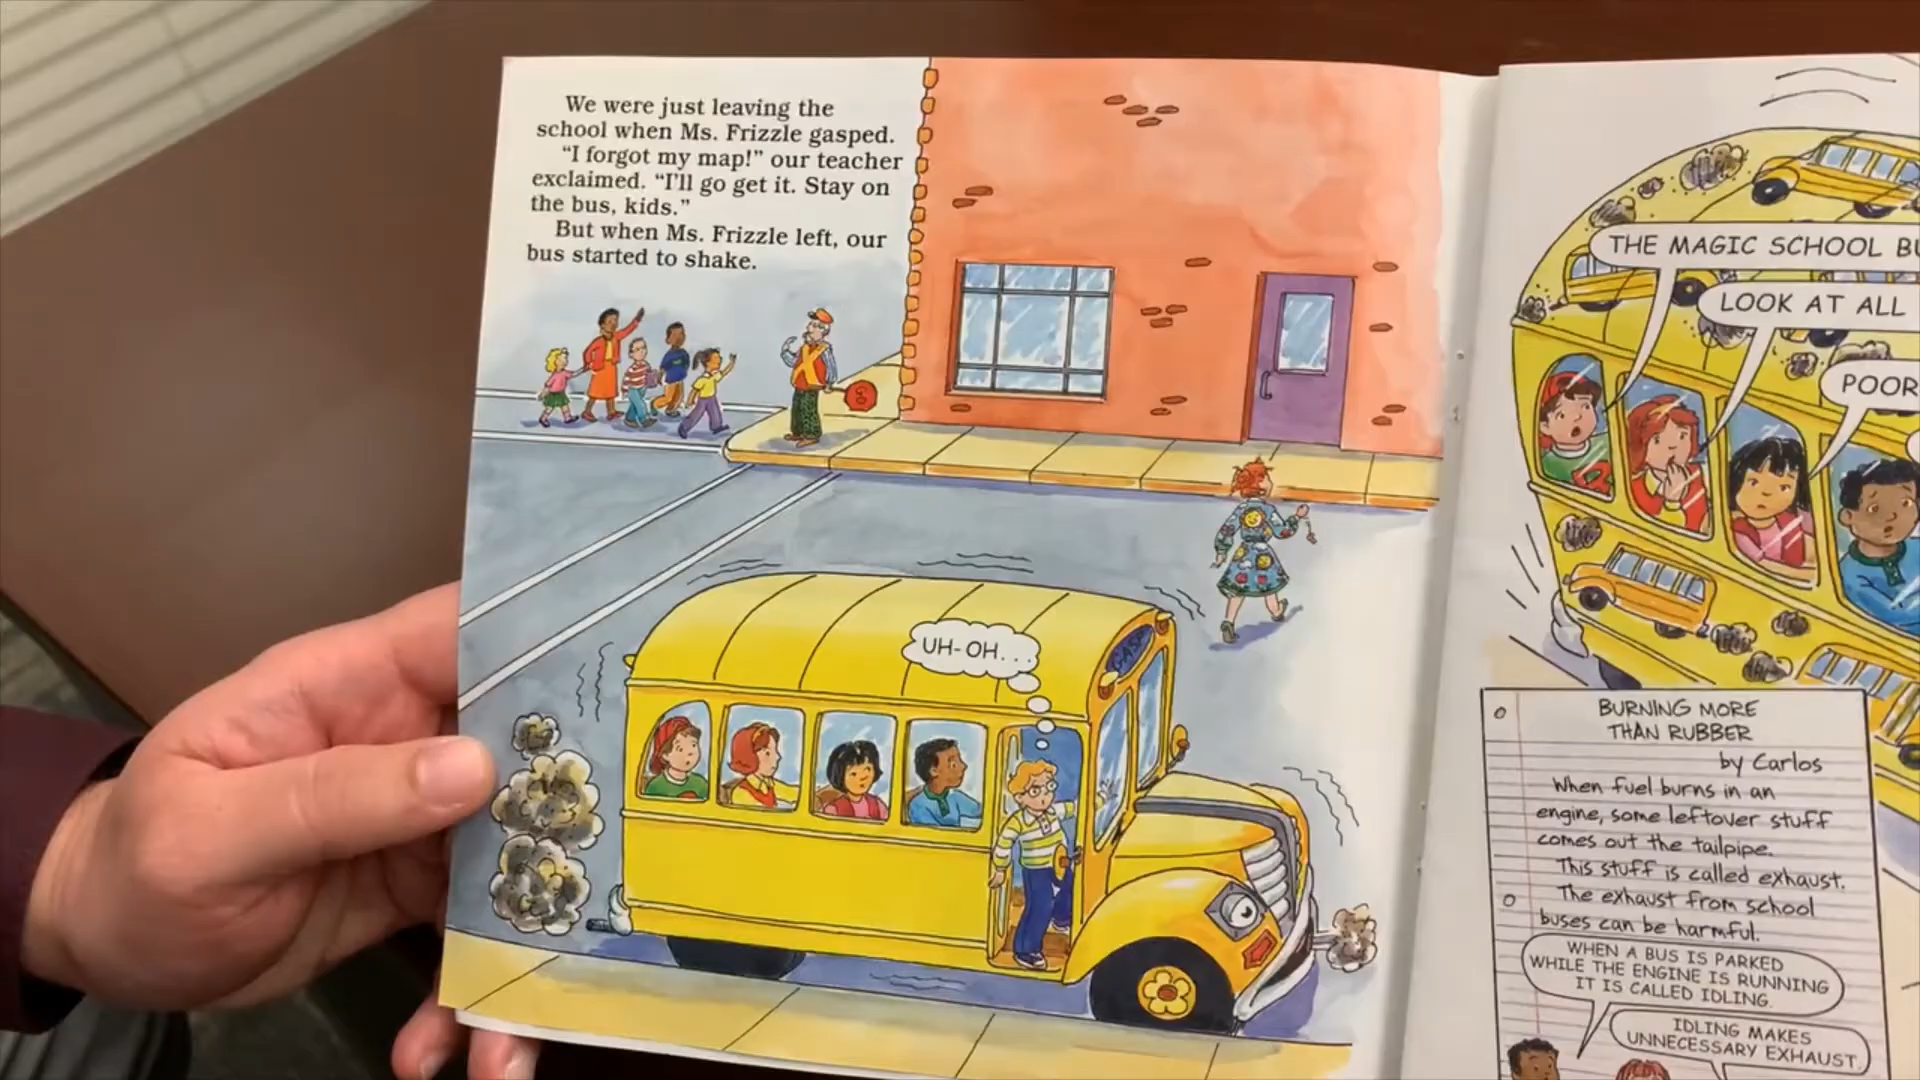 We were just leaving the
school when Ms. Frizzle gasped.
“I forgot my map!” our teacher
exclaimed. “I’ll go get it. Stay on
the bus, kids.”
But when Ms. Frizzle left, our
bus started to shake.
UH-OH...
GASP
THE MAGIC SCHOOL BU
LOOK AT ALL
POOR
BURNING MORE
THAN RUBBER
by Carlos
When fuel burns in an
engine, some leftover stuff
comes out the tailpipe.
This stuff is called exhaust.
The exhaust from school
buses can be harmful.
WHEN A BUS IS PARKED
WHILE THE ENGINE IS RUNNING
IT IS CALLED IDLING.
IDLING MAKES
UNNECESSARY EXHAUST.